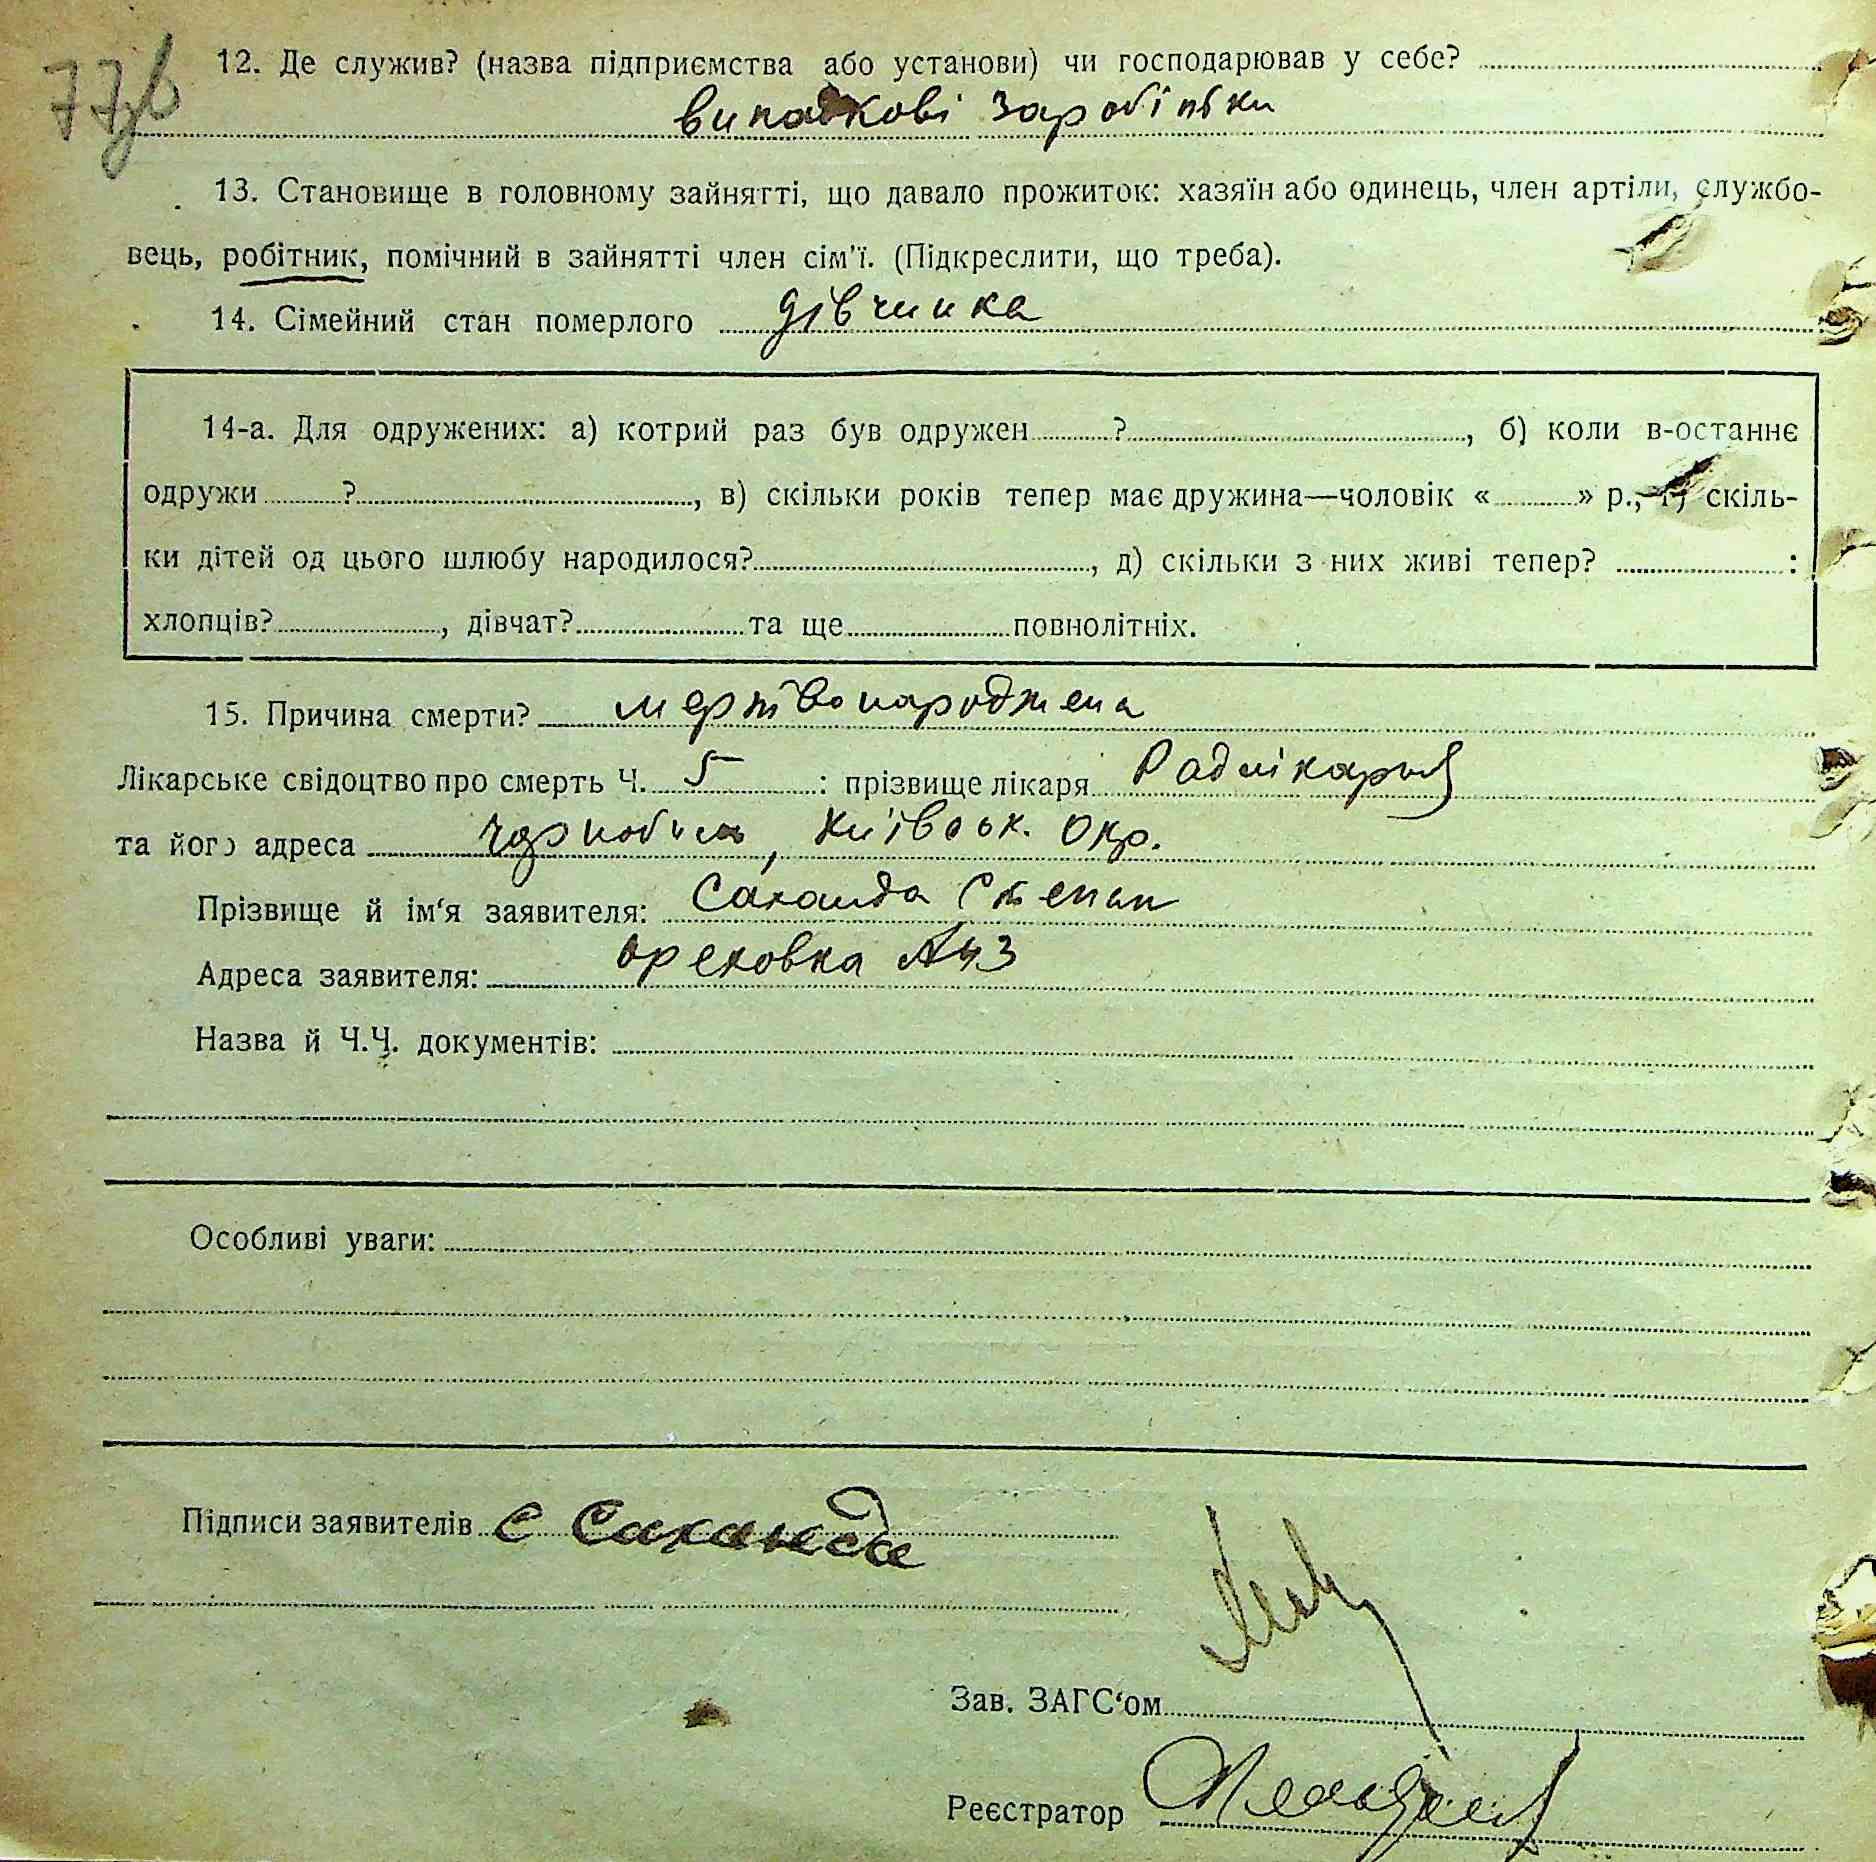 77зв
12. Де служив? (назва підприємства або установи) чи господарював у себе?
випадкові заробітки
13. Становище в головному зайнятті, що давало прожиток: хазяїн або одинець, член артіли, службо-
вець, робітник, помічний в зайнятті член сім'ї. (Підкреслити, що треба).
14. Сімейний стан померлого дівчинка
14-а. Для одружених: а) котрий раз був одружен ? , б) коли в-останнє
одружи ? , в) скільки років тепер має дружина—чоловік « » р., г) скіль-
ки дітей од цього шлюбу народилося? , д) скільки з них живі тепер? :
хлопців? , дівчат? та ще повнолітніх.
15. Причина смерти? мертвонароджена
Лікарське свідоцтво про смерть Ч. 5 : прізвище лікаря Радлікарня
та його адреса Чорнобиль, Київськ. Окр.
Прізвище й ім'я заявителя: Саханда Степан
Адреса заявителя: Ореховка
Назва й Ч.Ч. документів:
Особливі уваги:
Підписи заявителів С Саханда
Зав. ЗАГС'ом
Реєстратор